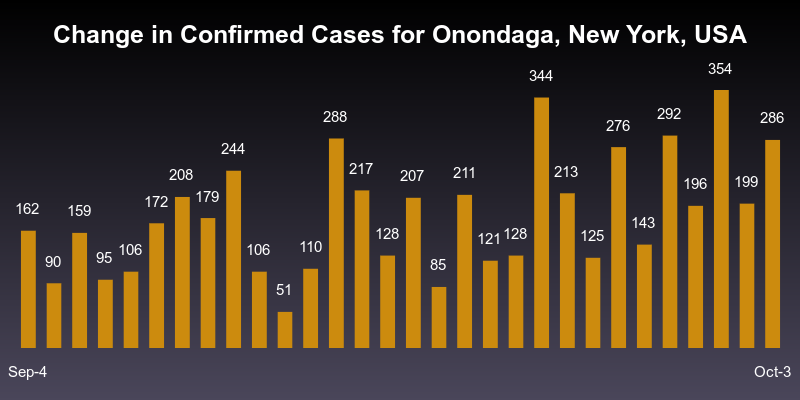 Change in Confirmed Cases for Onondaga, New York, USA
162 90 159 95 106 172 208 179 244 106 51 110 288 217 128 207 85 211 121 128 344 213 125 276 143 292 196 354 199 286
Sep-4 Oct-3